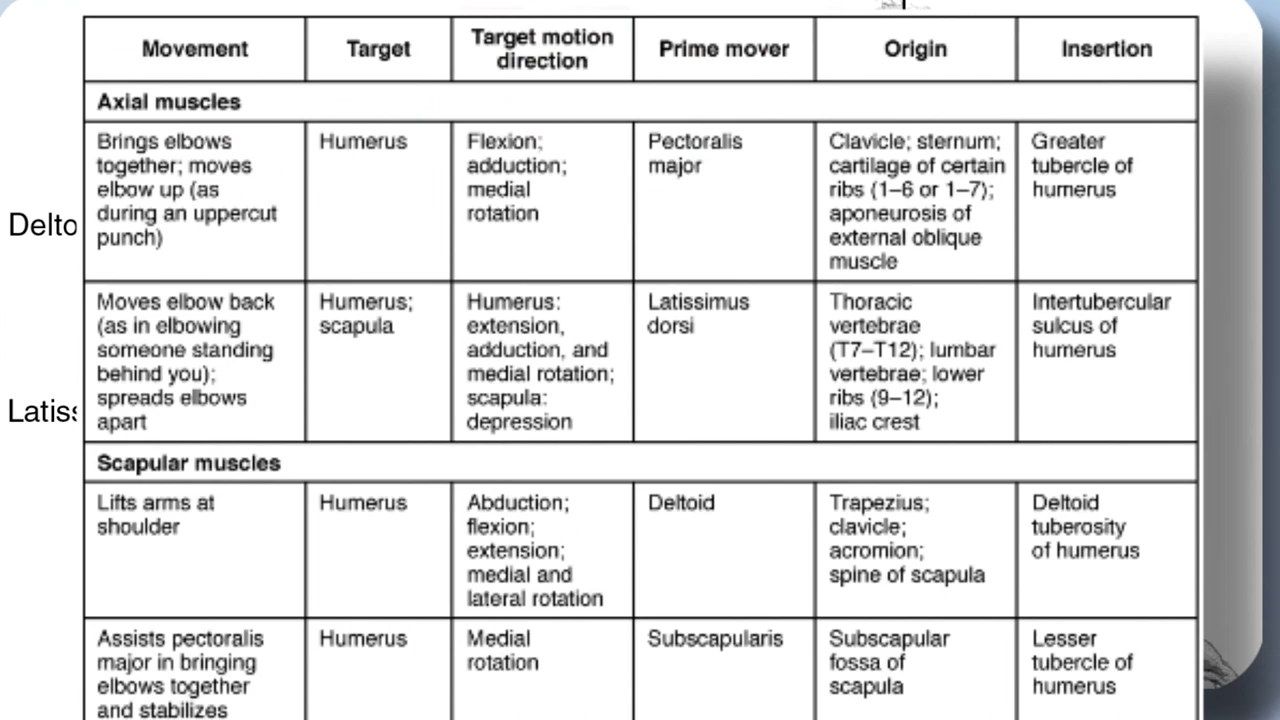 Movement
Target
Target motion
direction
Prime mover
Origin
Insertion
Axial muscles
Brings elbows
together; moves
elbow up (as
during an uppercut
punch)
Humerus
Flexion;
adduction;
medial
rotation
Pectoralis
major
Clavicle; sternum;
cartilage of certain
ribs (1–6 or 1–7);
aponeurosis of
external oblique
muscle
Greater
tubercle of
humerus
Delto
Moves elbow back
(as in elbowing
someone standing
behind you);
spreads elbows
apart
Humerus;
scapula
Humerus:
extension,
adduction, and
medial rotation;
scapula:
depression
Latissimus
dorsi
Thoracic
vertebrae
(T7–T12); lumbar
vertebrae; lower
ribs (9–12);
iliac crest
Intertubercular
sulcus of
humerus
Latiss
Scapular muscles
Lifts arms at
shoulder
Humerus
Abduction;
flexion;
extension;
medial and
lateral rotation
Deltoid
Trapezius;
clavicle;
acromion;
spine of scapula
Deltoid
tuberosity
of humerus
Assists pectoralis
major in bringing
elbows together
and stabilizes
Humerus
Medial
rotation
Subscapularis
Subscapular
fossa of
scapula
Lesser
tubercle of
humerus